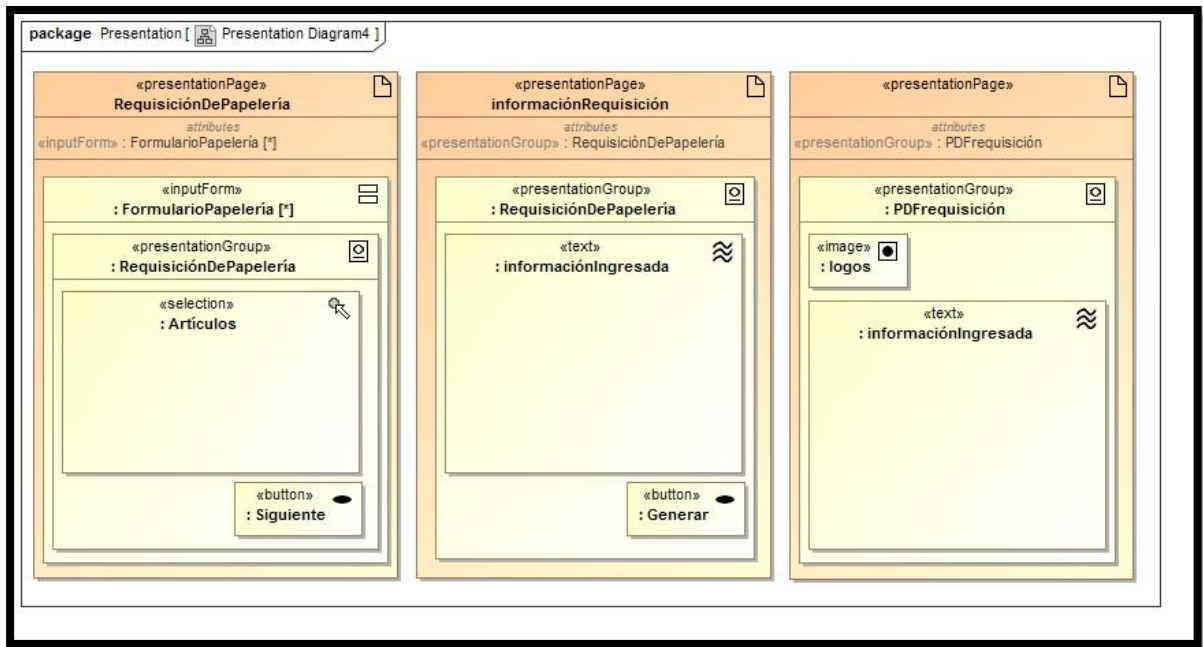 package Presentation [ Presentation Diagram4 ]
«presentationPage»
RequisiciónDePapelería
attributes
«inputForm» : FormularioPapelería [*]
«inputForm»
: FormularioPapelería [*]
«presentationGroup»
: RequisiciónDePapelería
«selection»
: Artículos
«button»
: Siguiente
«presentationPage»
informaciónRequisición
attributes
«presentationGroup» : RequisiciónDePapelería
«presentationGroup»
: RequisiciónDePapelería
«text»
: informaciónIngresada
«button»
: Generar
«presentationPage»
attributes
«presentationGroup» : PDFrequisición
«presentationGroup»
: PDFrequisición
«image»
: logos
«text»
: informaciónIngresada